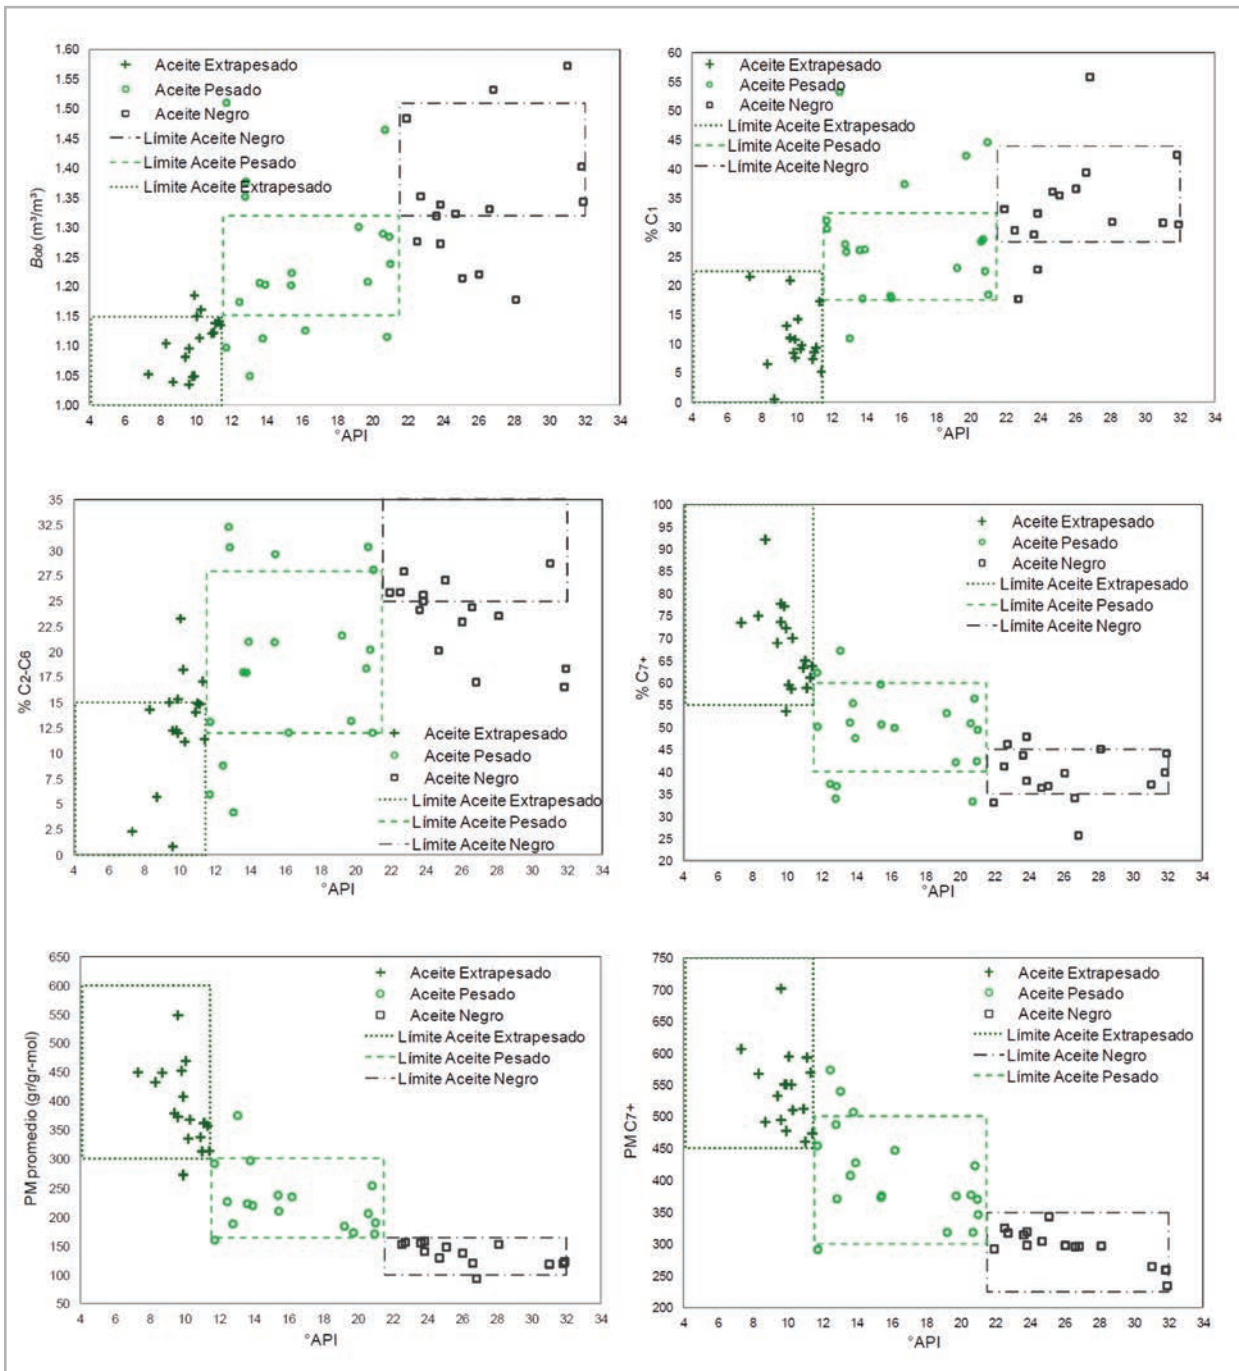 1.60
1.55
1.50
1.45
1.40
1.35
1.30
1.25
1.20
1.15
1.10
1.05
1.00
Bob (m³/m³)
Aceite Extrapesado
Aceite Pesado
Aceite Negro
Límite Aceite Negro
Límite Aceite Pesado
Límite Aceite Extrapesado
4 6 8 10 12 14 16 18 20 22 24 26 28 30 32 34
°API
60
55
50
45
40
35
30
25
20
15
10
5
0
% C1
Aceite Extrapesado
Aceite Pesado
Aceite Negro
Límite Aceite Extrapesado
Límite Aceite Pesado
Límite Aceite Negro
4 6 8 10 12 14 16 18 20 22 24 26 28 30 32 34
°API
35
32.5
30
27.5
25
22.5
20
17.5
15
12.5
10
7.5
5
2.5
0
% C2-C6
Aceite Extrapesado
Aceite Pesado
Aceite Negro
Límite Aceite Extrapesado
Límite Aceite Pesado
Límite Aceite Negro
4 6 8 10 12 14 16 18 20 22 24 26 28 30 32 34
°API
100
95
90
85
80
75
70
65
60
55
50
45
40
35
30
25
20
% C7+
Aceite Extrapesado
Aceite Pesado
Aceite Negro
Límite Aceite Extrapesado
Límite Aceite Pesado
Límite Aceite Negro
4 6 8 10 12 14 16 18 20 22 24 26 28 30 32 34
°API
650
600
550
500
450
400
350
300
250
200
150
100
50
PM promedio (gr/gr-mol)
Aceite Extrapesado
Aceite Pesado
Aceite Negro
Límite Aceite Extrapesado
Límite Aceite Pesado
Límite Aceite Negro
4 6 8 10 12 14 16 18 20 22 24 26 28 30 32 34
°API
750
700
650
600
550
500
450
400
350
300
250
200
PM C7+
Aceite Extrapesado
Aceite Pesado
Aceite Negro
Límite Aceite Extrapesado
Límite Aceite Negro
Límite Aceite Pesado
4 6 8 10 12 14 16 18 20 22 24 26 28 30 32 34
°API